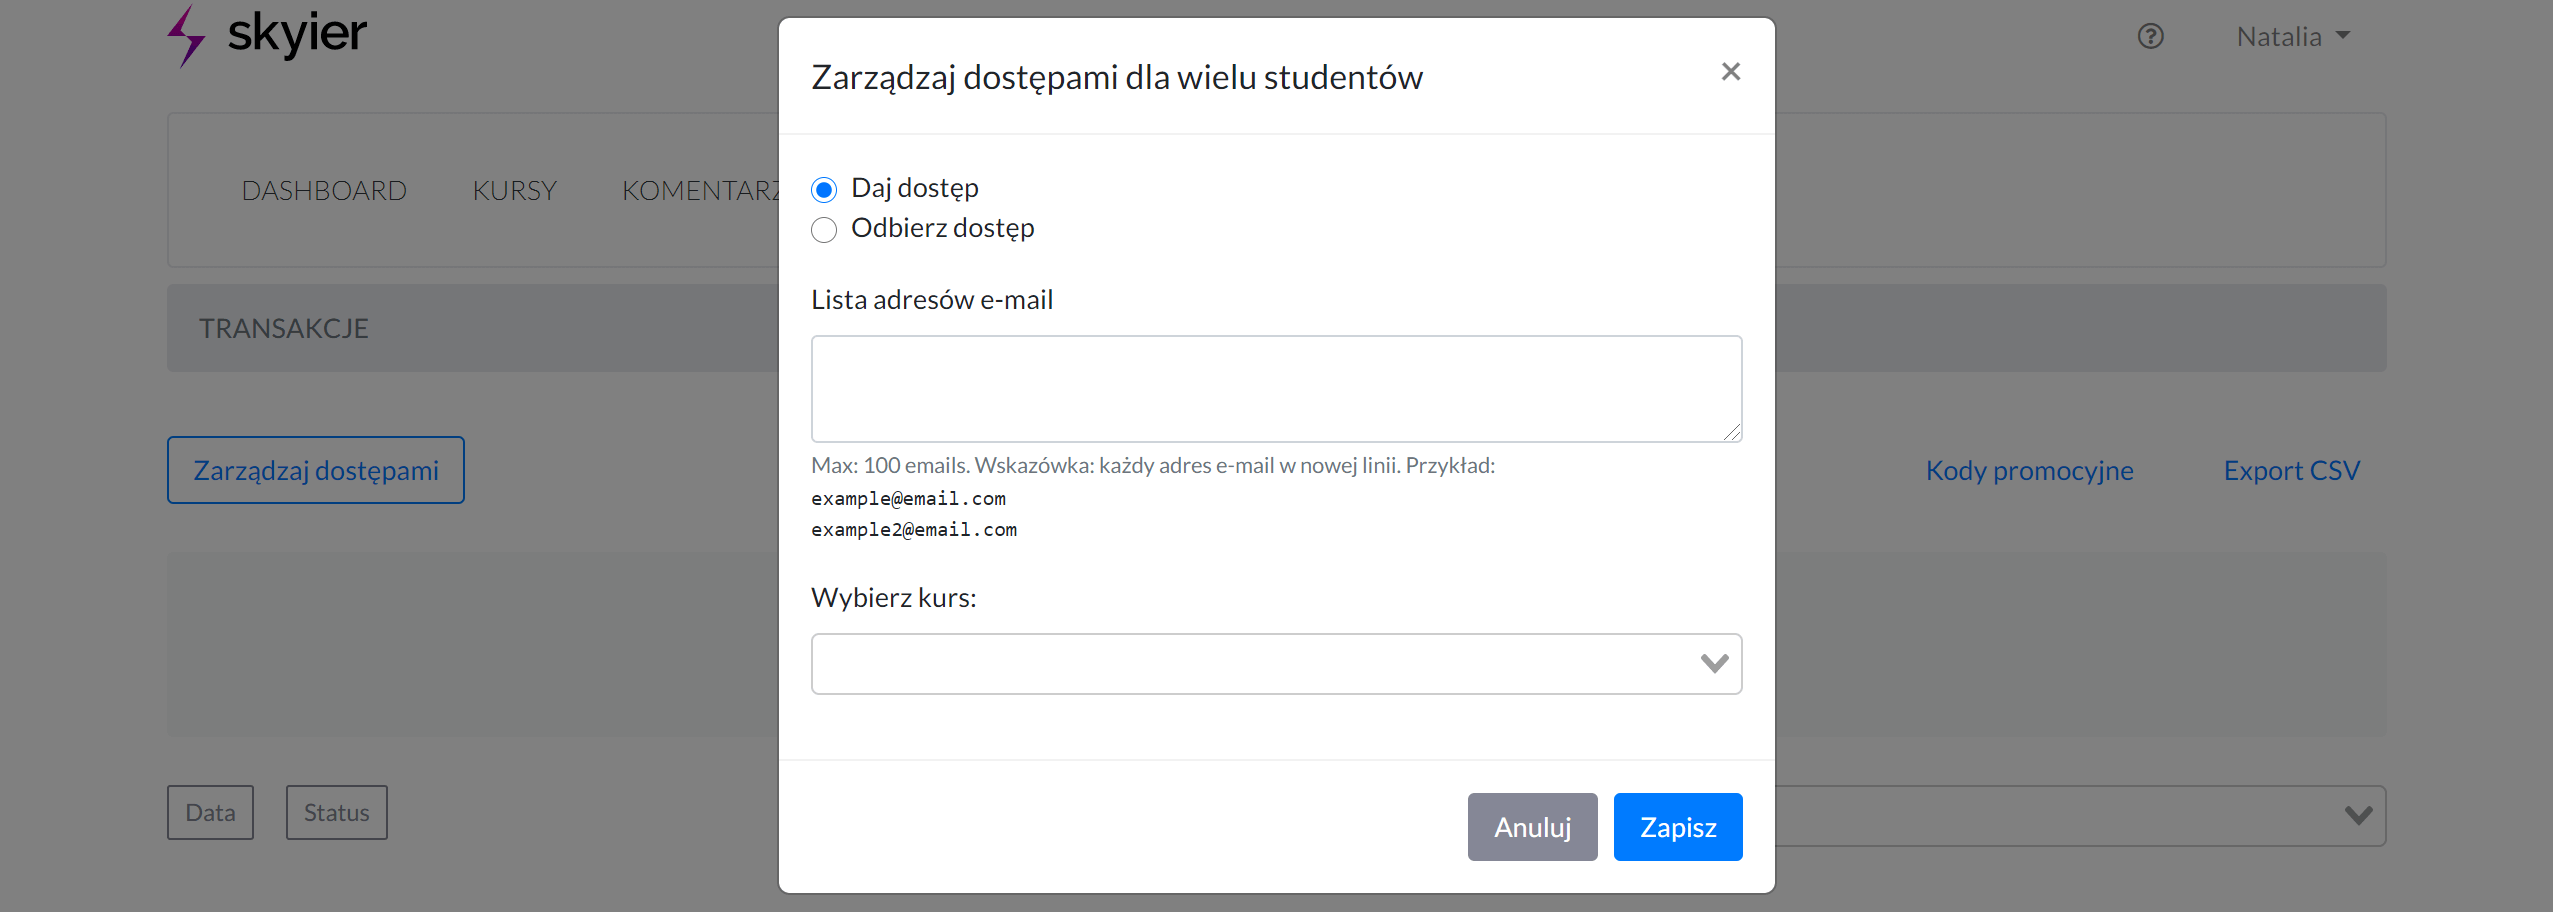 skyier
Natalia
Zarządzaj dostępami dla wielu studentów
×
DASHBOARD KURSY KOMENTARZ
Daj dostęp
Odbierz dostęp
Lista adresów e-mail
TRANSAKCJE
Max: 100 emails. Wskazówka: każdy adres e-mail w nowej linii. Przykład:
example@email.com
example2@email.com
Zarządzaj dostępami
Kody promocyjne Export CSV
Wybierz kurs:
Data Status
Anuluj Zapisz